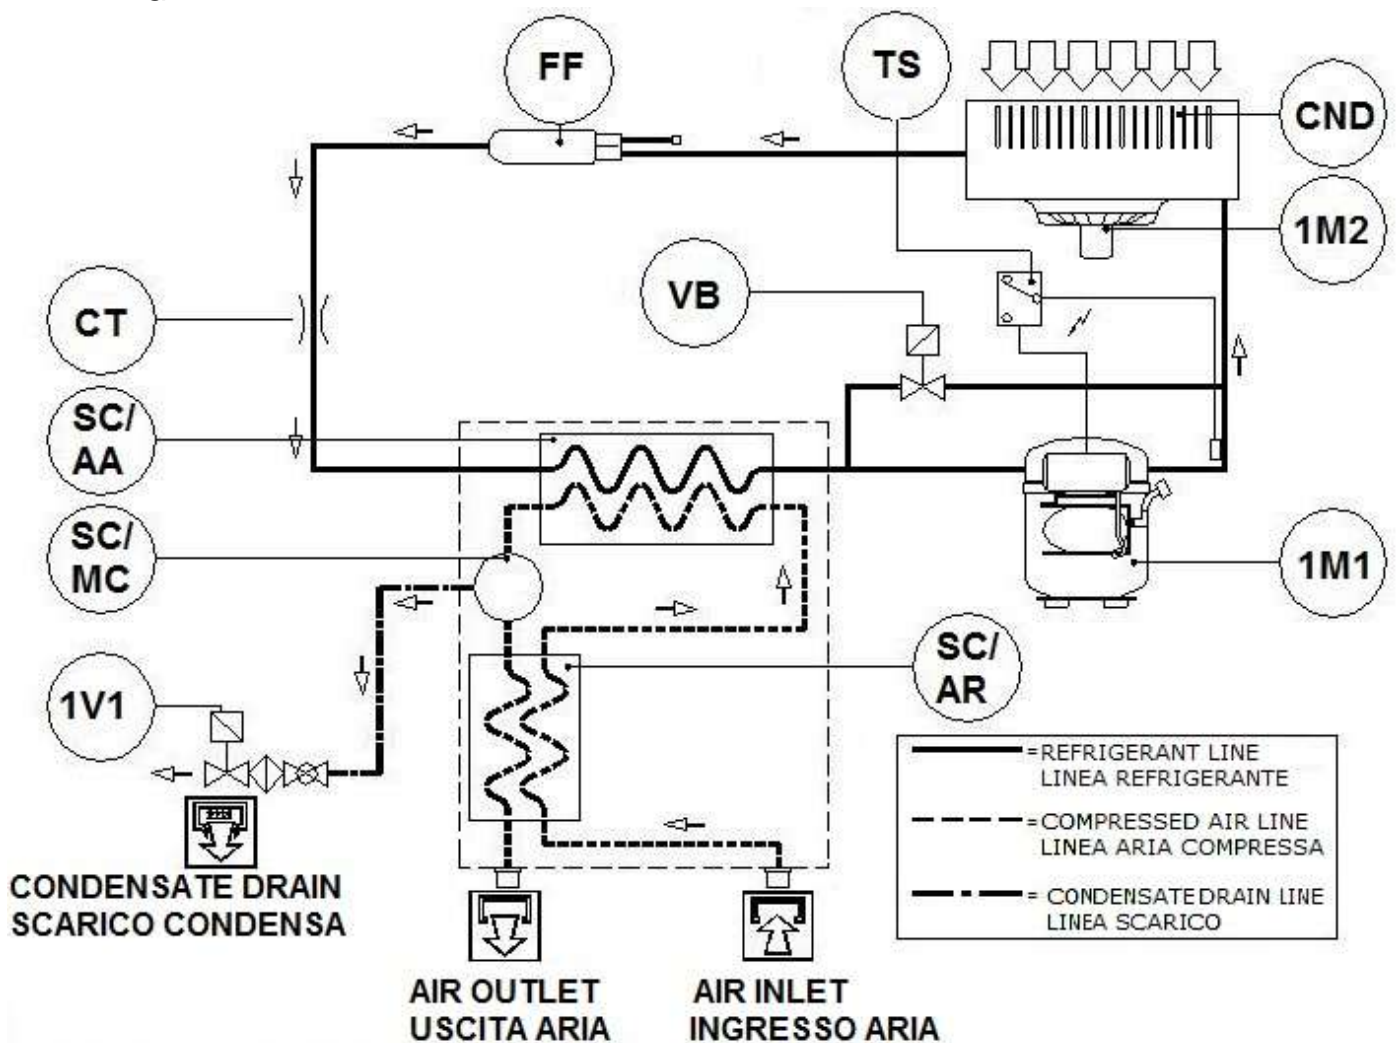 FF
TS
CND
1M2
VB
CT
SC/
AA
SC/
MC
1M1
SC/
AR
1V1
=REFRIGERANT LINE
LINEA REFRIGERANTE
=COMPRESSED AIR LINE
LINEA ARIA COMPRESSA
= CONDENSATE DRAIN LINE
LINEA SCARICO
CONDENSATE DRAIN
SCARICO CONDENSA
AIR OUTLET
USCITA ARIA
AIR INLET
INGRESSO ARIA